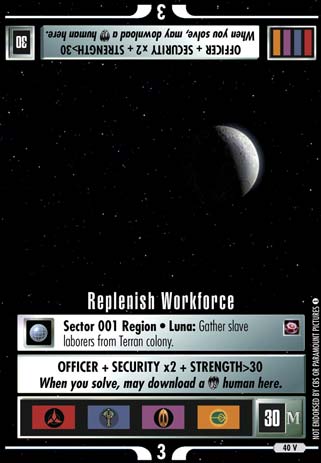 3
OFFICER + SECURITY x2 + STRENGTH>30
When you solve, may download a human here.
30
Replenish Workforce
Sector 001 Region • Luna: Gather slave
laborers from Terran colony.
OFFICER + SECURITY x2 + STRENGTH>30
When you solve, may download a human here.
30 M
40 V
3
NOT ENDORSED BY CBS OR PARAMOUNT PICTURES